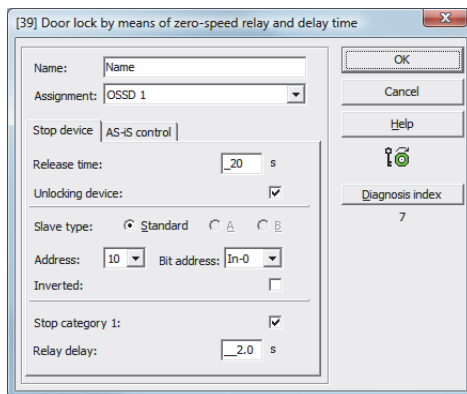 [39] Door lock by means of zero-speed relay and delay time
Name: Name
Assignment: OSSD 1
Stop device AS-iS control
Release time: _20 s
Unlocking device:
Slave type: Standard A B
Address: 10 Bit address: In-0
Inverted:
Stop category 1:
Relay delay: __2.0 s
OK
Cancel
Help
Diagnosis index
7